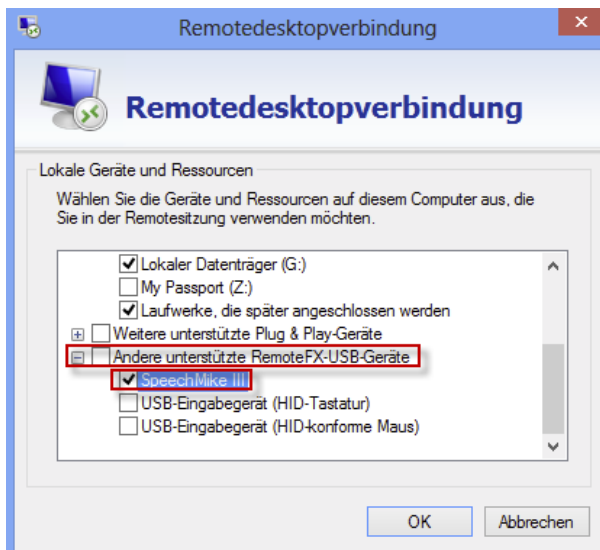 Remotedesktopverbindung
Remotedesktopverbindung
Lokale Geräte und Ressourcen
Wählen Sie die Geräte und Ressourcen auf diesem Computer aus, die
Sie in der Remotesitzung verwenden möchten.
Lokaler Datenträger (G:)
My Passport (Z:)
Laufwerke, die später angeschlossen werden
Weitere unterstützte Plug & Play-Geräte
Andere unterstützte RemoteFX-USB-Geräte
SpeechMike III
USB-Eingabegerät (HID-Tastatur)
USB-Eingabegerät (HID-konforme Maus)
OK Abbrechen